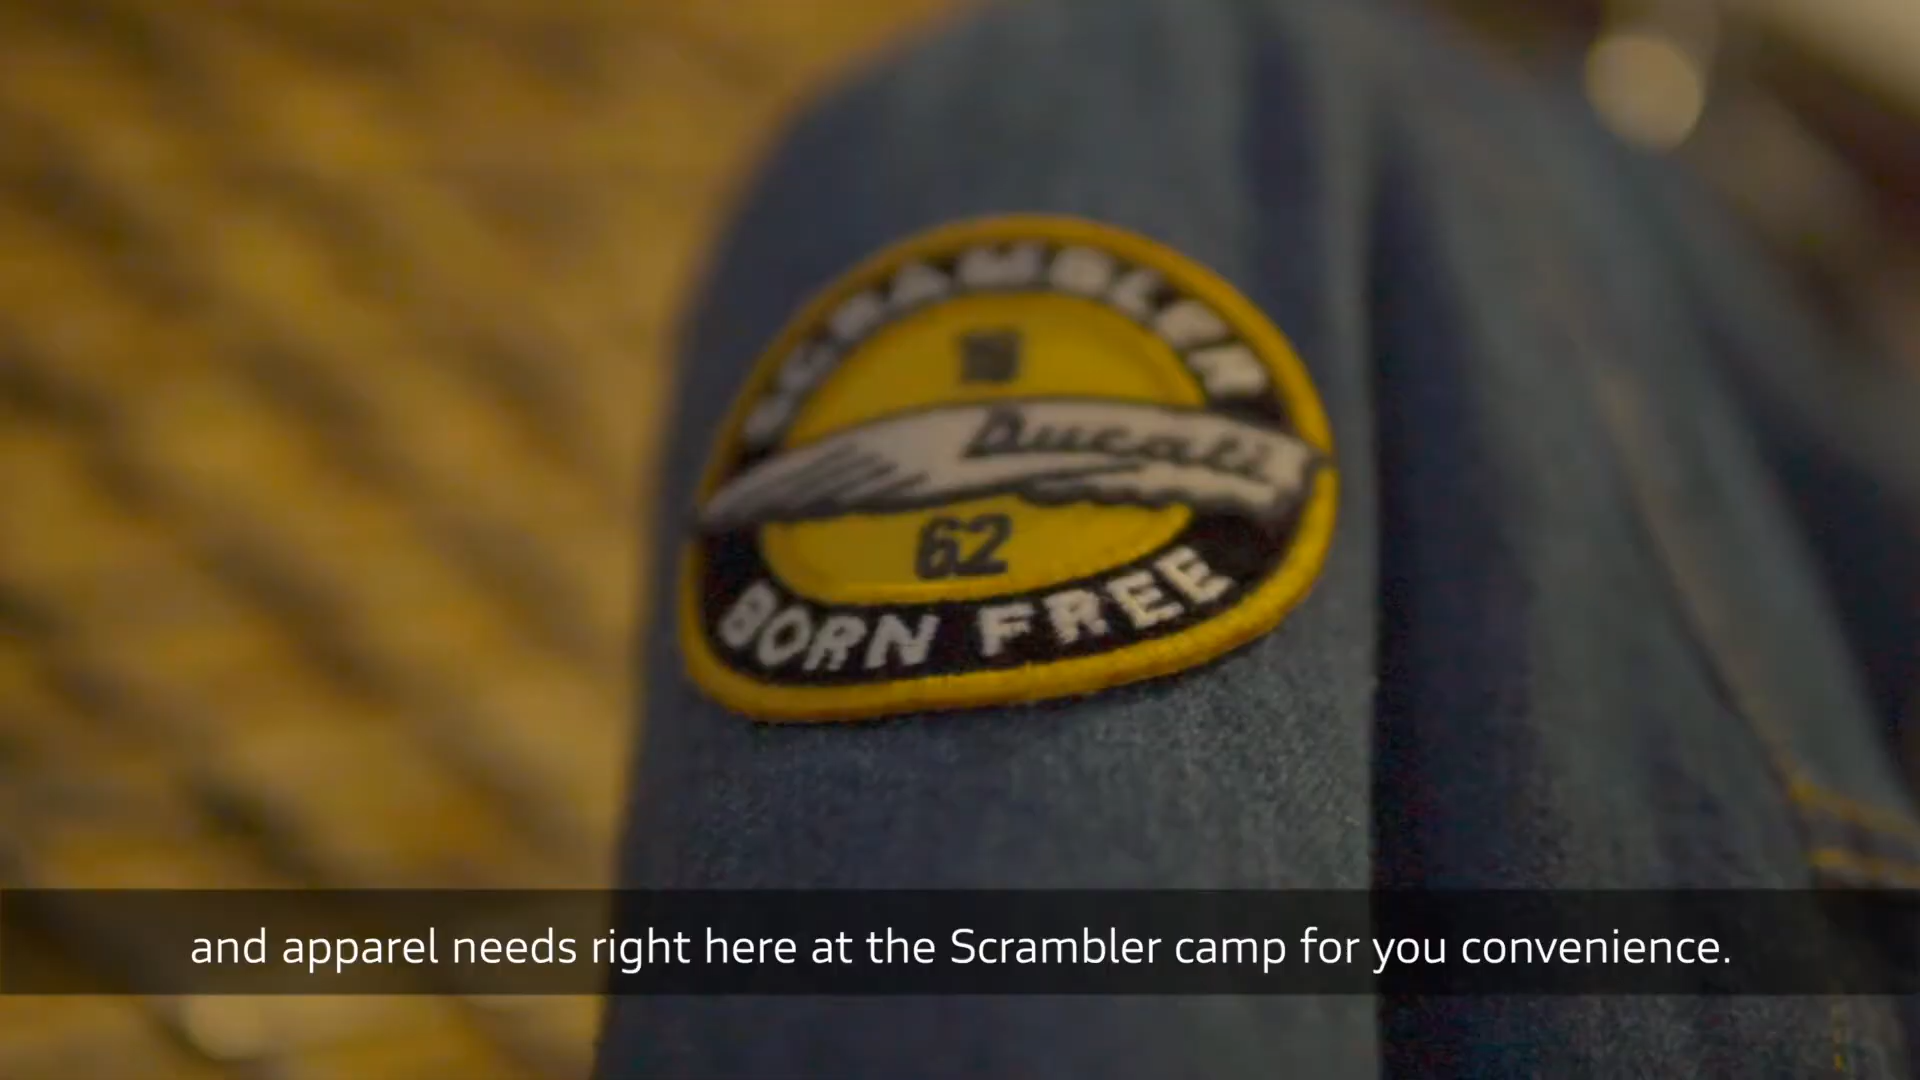 SCRAMBLER
Ducati
62
BORN FREE
and apparel needs right here at the Scrambler camp for you convenience.